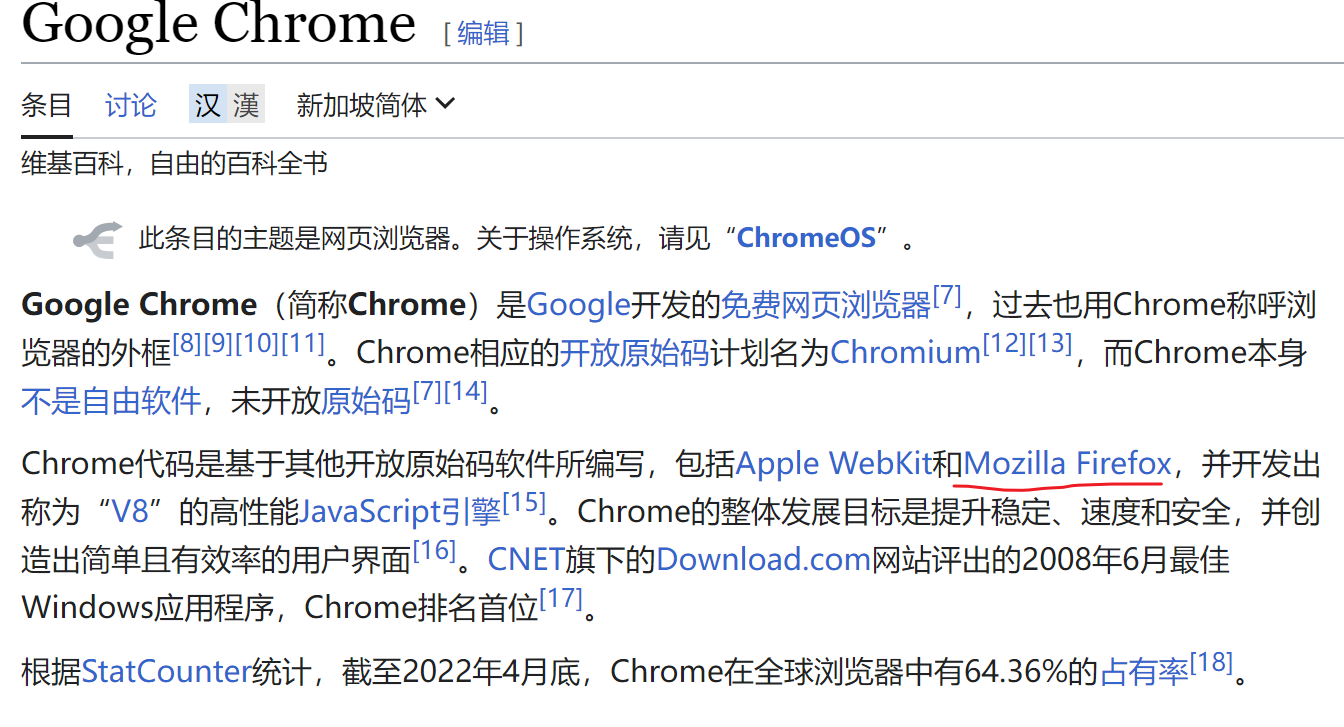 Google Chrome [编辑]
条目 讨论 汉 漢 新加坡简体
维基百科，自由的百科全书
此条目的主题是网页浏览器。关于操作系统，请见“ChromeOS”。
Google Chrome（简称Chrome）是Google开发的免费网页浏览器[7]，过去也用Chrome称呼浏
览器的外框[8][9][10][11]。Chrome相应的开放原始码计划名为Chromium[12][13]，而Chrome本身
不是自由软件，未开放原始码[7][14]。
Chrome代码是基于其他开放原始码软件所编写，包括Apple WebKit和Mozilla Firefox，并开发出
称为“V8”的高性能JavaScript引擎[15]。Chrome的整体发展目标是提升稳定、速度和安全，并创
造出简单且有效率的用户界面[16]。CNET旗下的Download.com网站评出的2008年6月最佳
Windows应用程序，Chrome排名首位[17]。
根据StatCounter统计，截至2022年4月底，Chrome在全球浏览器中有64.36%的占有率[18]。